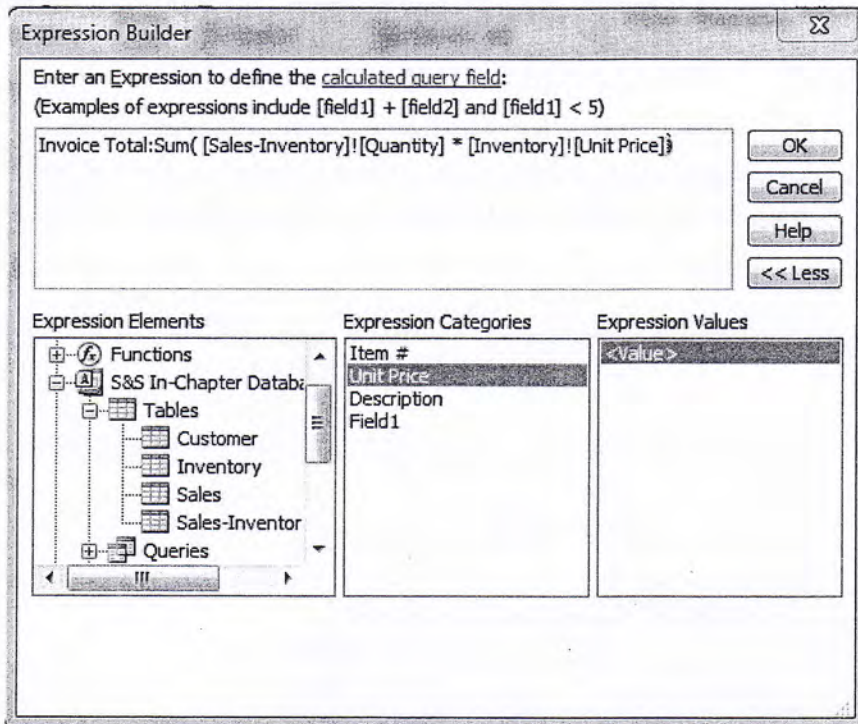 Expression Builder
Enter an Expression to define the calculated query field:
(Examples of expressions include [field1] + [field2] and [field1] < 5)
Invoice Total:Sum( [Sales-Inventory]![Quantity] * [Inventory]![Unit Price])
OK
Cancel
Help
<< Less
Expression Elements
Functions
S&S In-Chapter Databa
Tables
Customer
Inventory
Sales
Sales-Inventor
Queries
Expression Categories
Item #
Unit Price
Description
Field1
Expression Values
<Value>